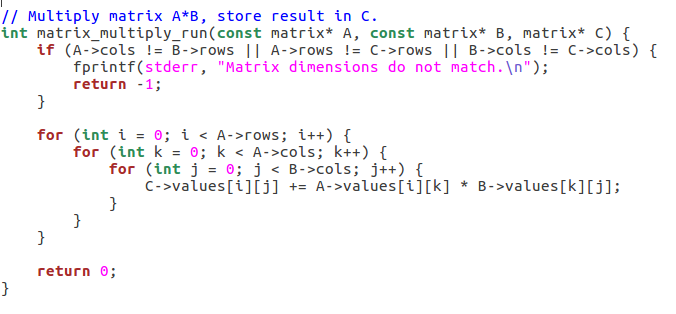 // Multiply matrix A*B, store result in C.
int matrix_multiply_run(const matrix* A, const matrix* B, matrix* C) {
    if (A->cols != B->rows || A->rows != C->rows || B->cols != C->cols) {
        fprintf(stderr, "Matrix dimensions do not match.\n");
        return -1;
    }

    for (int i = 0; i < A->rows; i++) {
        for (int k = 0; k < A->cols; k++) {
            for (int j = 0; j < B->cols; j++) {
                C->values[i][j] += A->values[i][k] * B->values[k][j];
            }
        }
    }

    return 0;
}